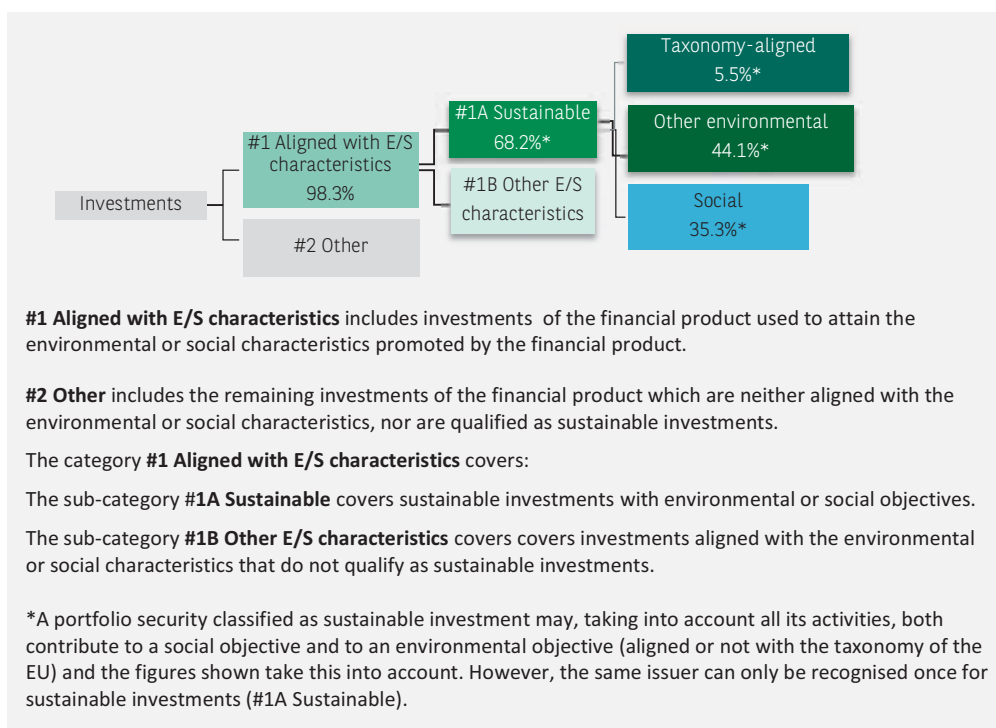 Taxonomy-aligned
5.5%*
#1A Sustainable
68.2%*
Other environmental
44.1%*
#1 Aligned with E/S
characteristics
98.3%
#1B Other E/S
characteristics
Investments
Social
35.3%*
#2 Other
#1 Aligned with E/S characteristics includes investments of the financial product used to attain the
environmental or social characteristics promoted by the financial product.
#2 Other includes the remaining investments of the financial product which are neither aligned with the
environmental or social characteristics, nor are qualified as sustainable investments.
The category #1 Aligned with E/S characteristics covers:
The sub-category #1A Sustainable covers sustainable investments with environmental or social objectives.
The sub-category #1B Other E/S characteristics covers covers investments aligned with the environmental
or social characteristics that do not qualify as sustainable investments.
*A portfolio security classified as sustainable investment may, taking into account all its activities, both
contribute to a social objective and to an environmental objective (aligned or not with the taxonomy of the
EU) and the figures shown take this into account. However, the same issuer can only be recognised once for
sustainable investments (#1A Sustainable).